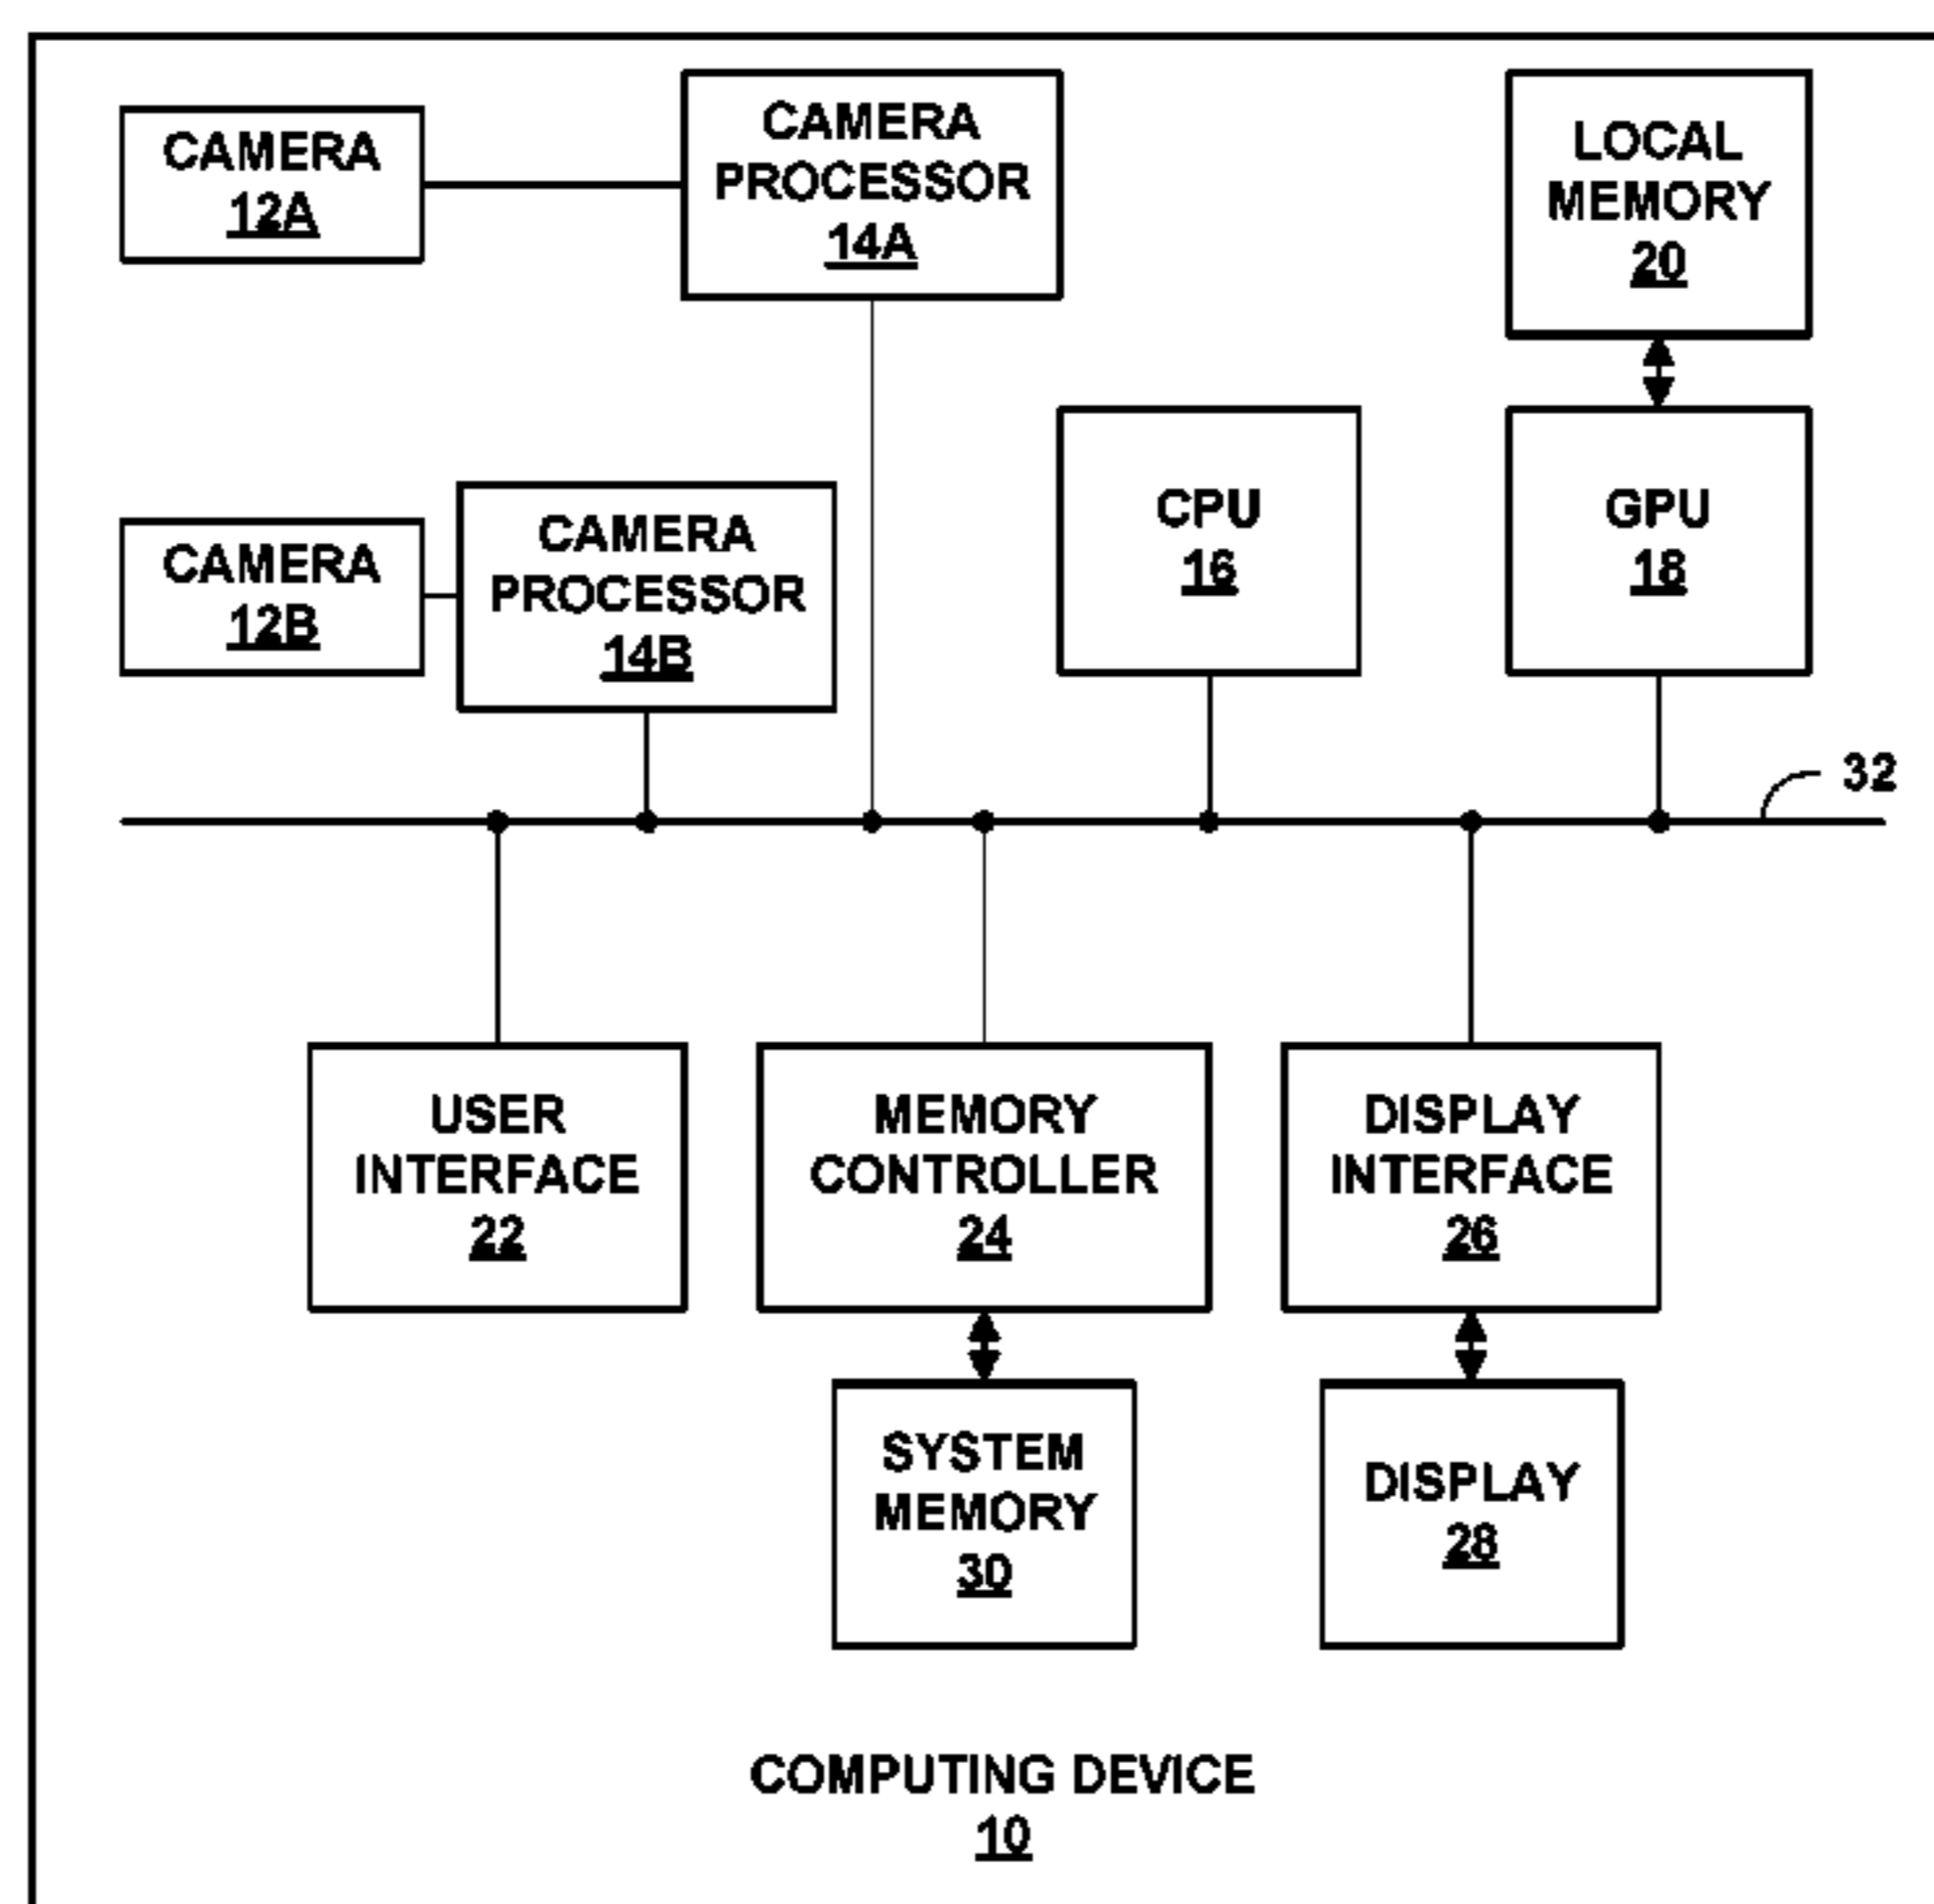 CAMERA
12A
CAMERA
PROCESSOR
14A
LOCAL
MEMORY
20
CAMERA
12B
CAMERA
PROCESSOR
14B
CPU
16
GPU
18
32
USER
INTERFACE
22
MEMORY
CONTROLLER
24
DISPLAY
INTERFACE
26
SYSTEM
MEMORY
30
DISPLAY
28
COMPUTING DEVICE
10